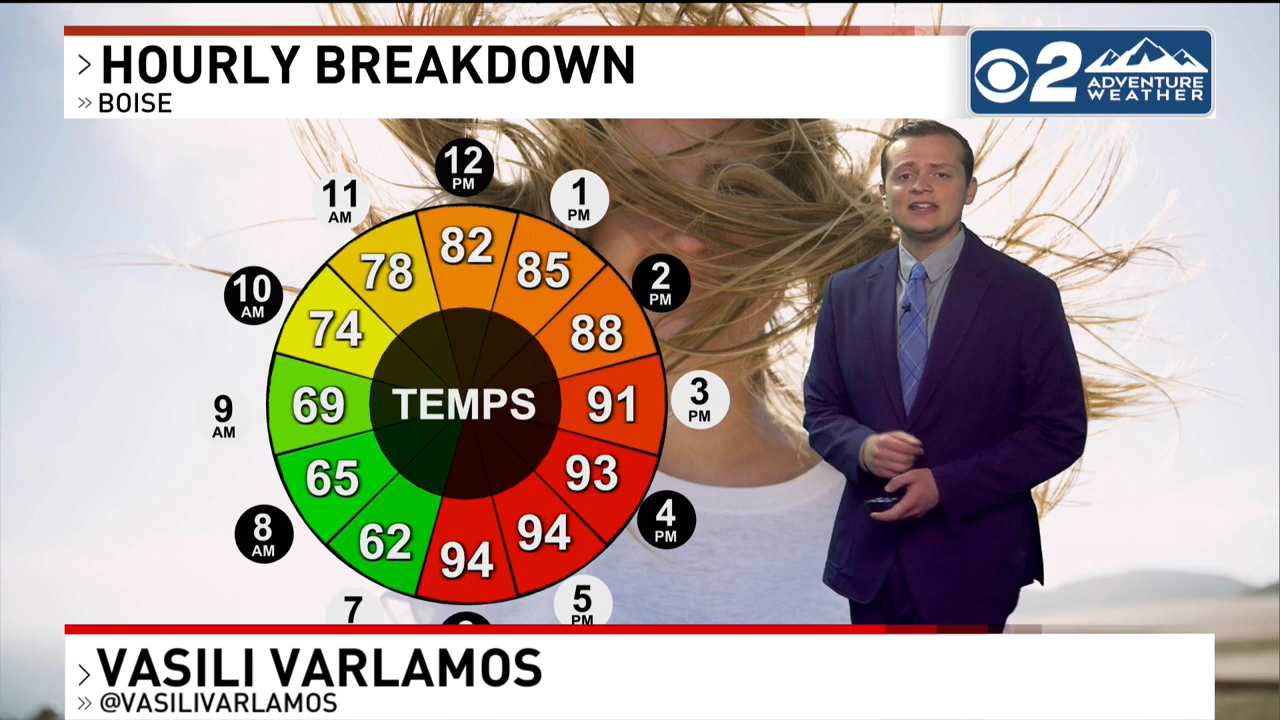 > HOURLY BREAKDOWN
» BOISE
2 ADVENTURE
WEATHER
12
PM
1
PM
2
PM
3
PM
4
PM
5
PM
7
8
AM
9
AM
10
AM
11
AM
82
85
88
91
93
94
94
62
65
69
74
78
TEMPS
> VASILI VARLAMOS
» @VASILIVARLAMOS